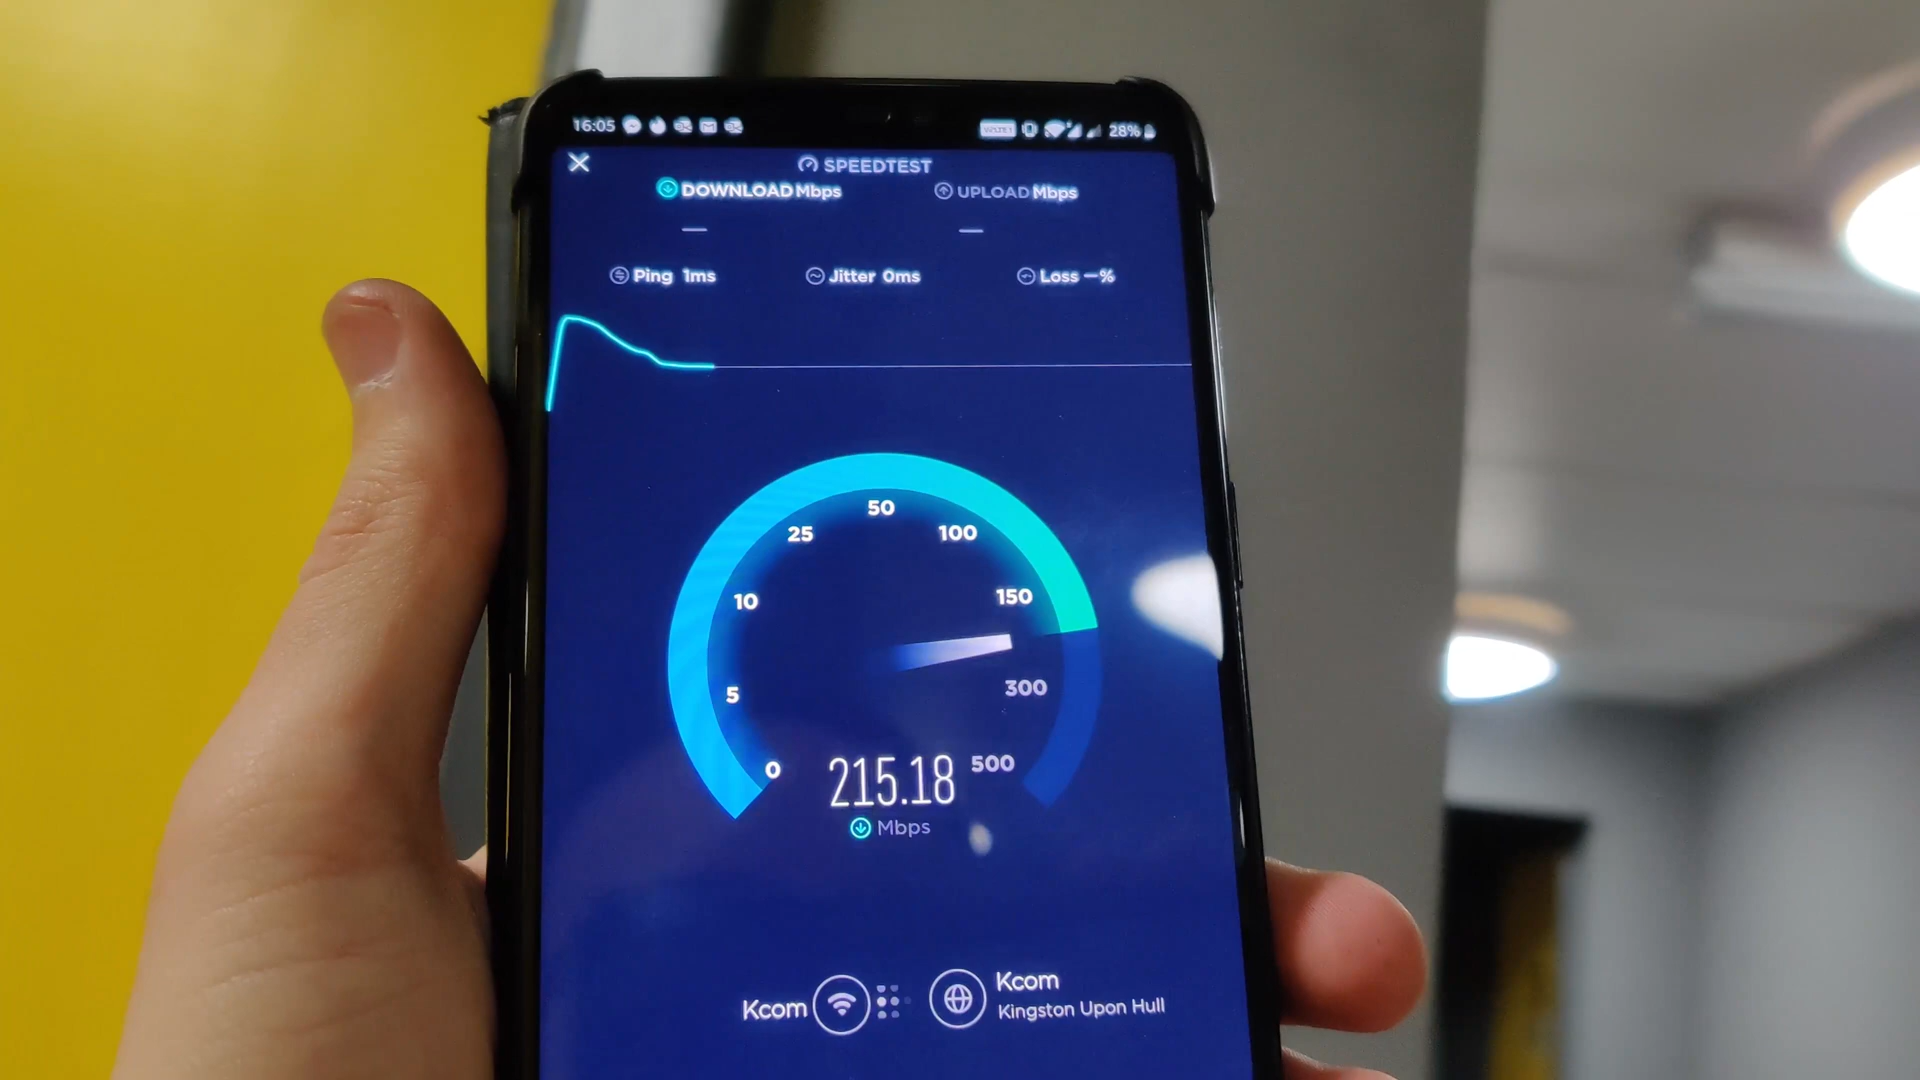 16:05 28%
SPEEDTEST
DOWNLOAD Mbps UPLOAD Mbps
— —
Ping 1ms Jitter 0ms Loss —%
50
25 100
10 150
5 300
0 215.18 500
Mbps
Kcom Kcom
Kingston Upon Hull